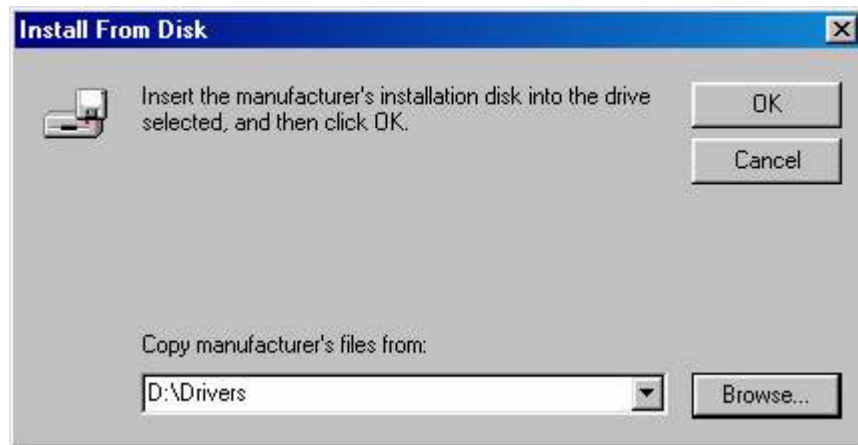 Install From Disk
Insert the manufacturer's installation disk into the drive
selected, and then click OK.
OK
Cancel
Copy manufacturer's files from:
D:\Drivers
Browse...